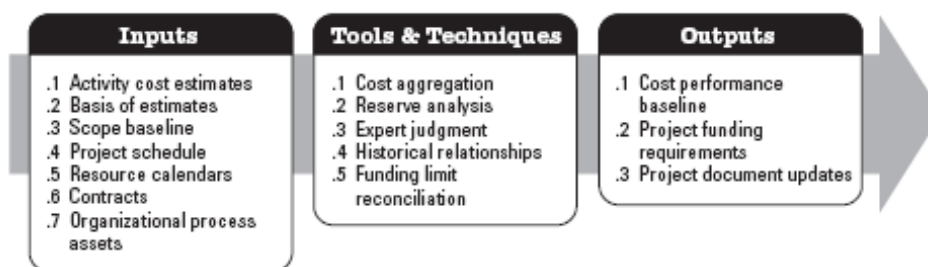 Inputs
.1 Activity cost estimates
.2 Basis of estimates
.3 Scope baseline
.4 Project schedule
.5 Resource calendars
.6 Contracts
.7 Organizational process
assets
Tools & Techniques
.1 Cost aggregation
.2 Reserve analysis
.3 Expert judgment
.4 Historical relationships
.5 Funding limit
reconciliation
Outputs
.1 Cost performance
baseline
.2 Project funding
requirements
.3 Project document updates